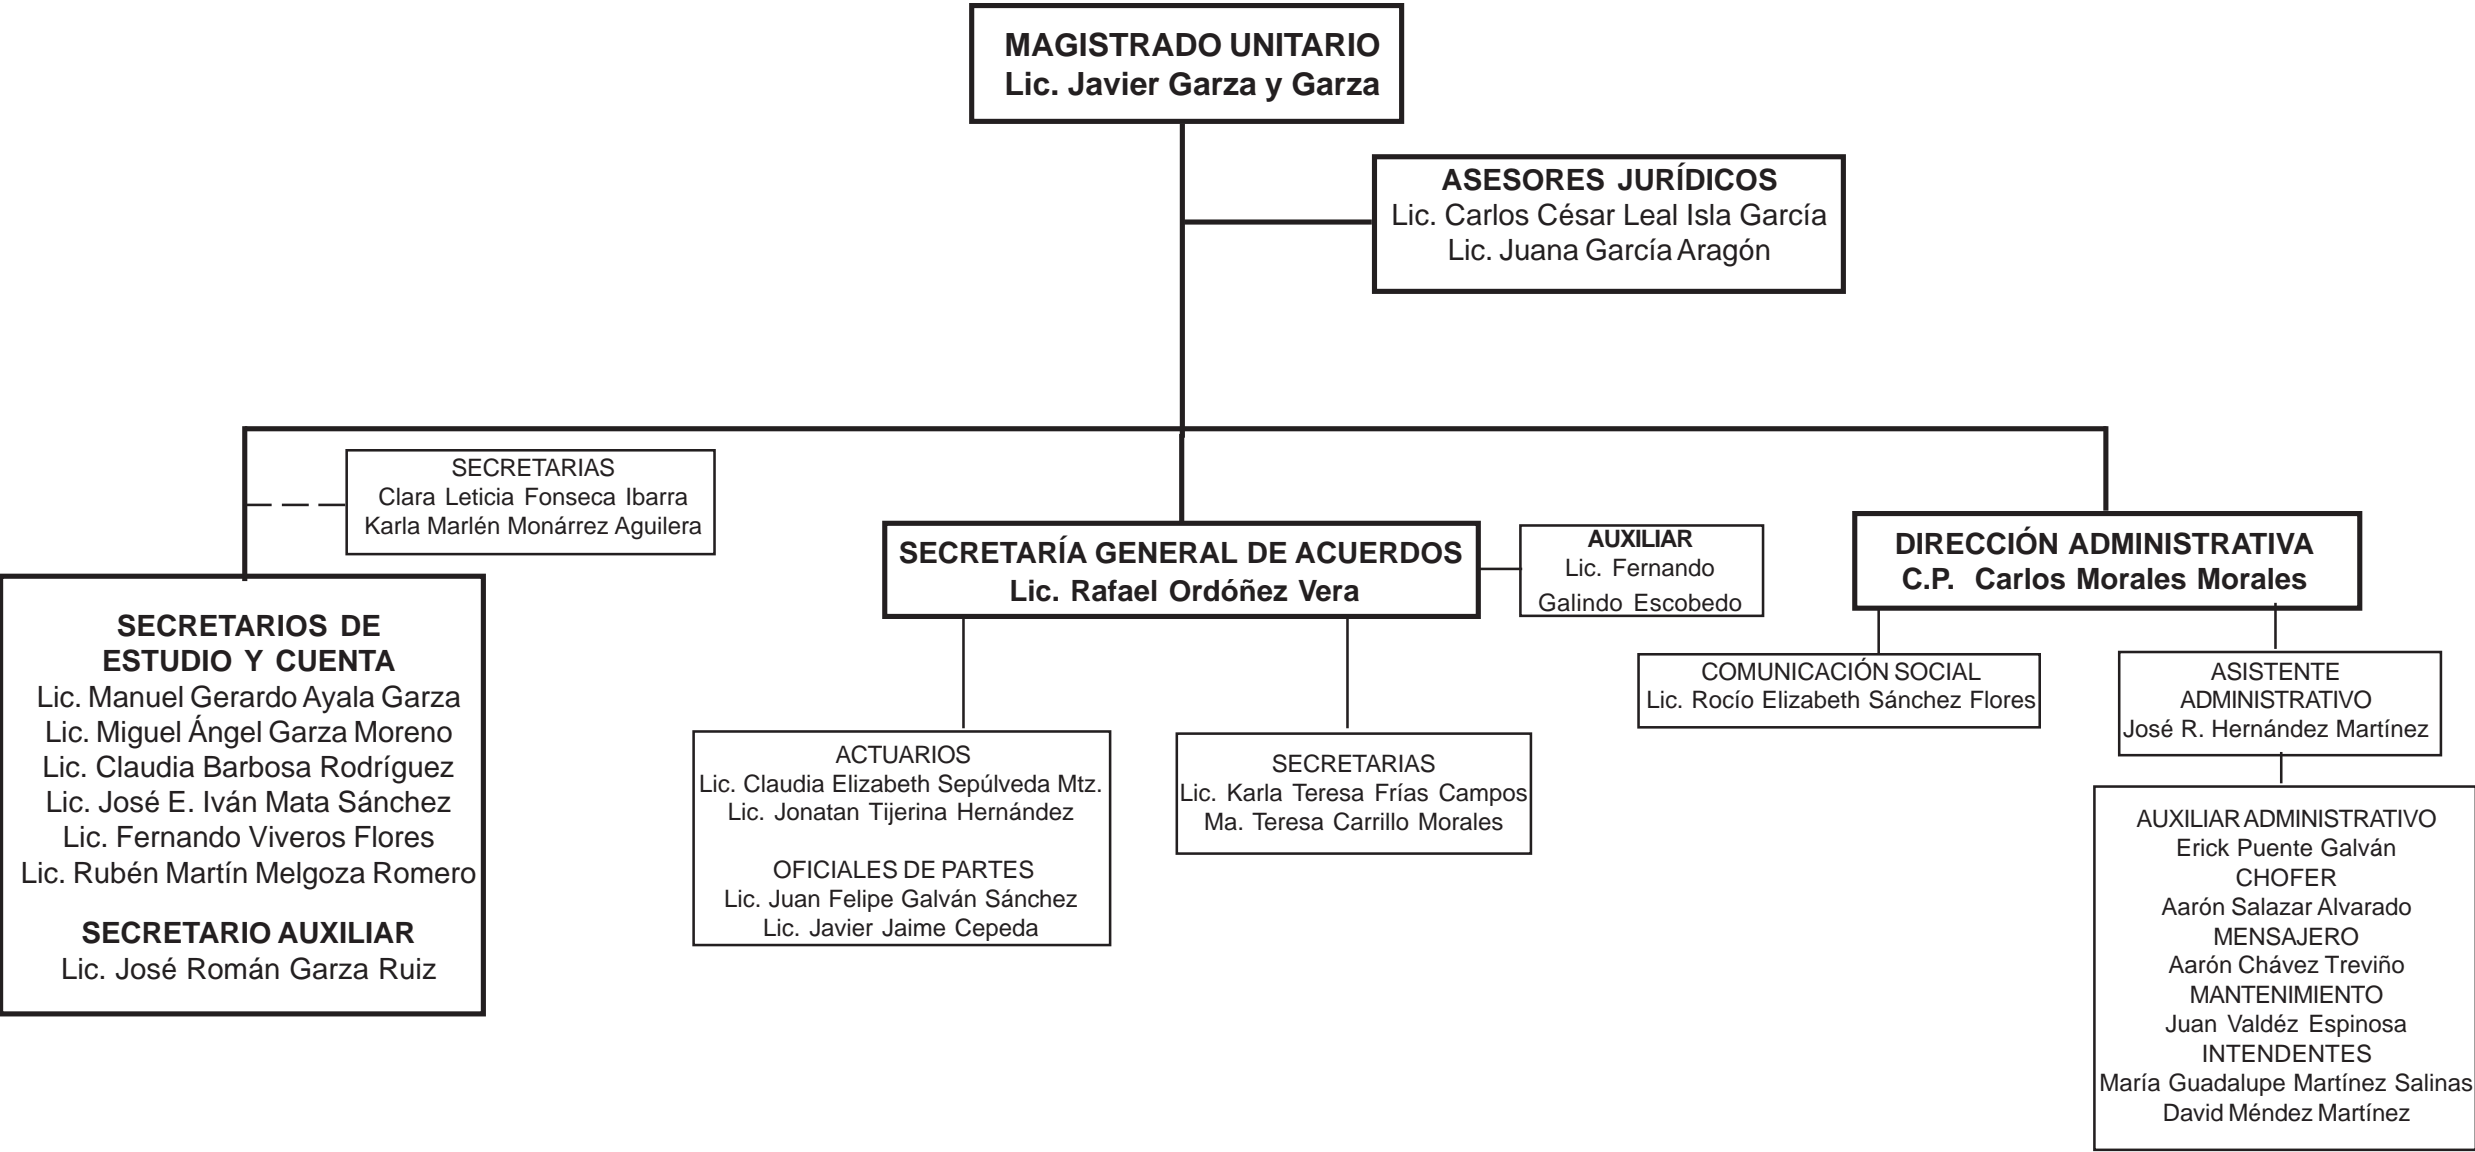 MAGISTRADO UNITARIO
Lic. Javier Garza y Garza
ASESORES JURÍDICOS
Lic. Carlos César Leal Isla García
Lic. Juana García Aragón
SECRETARIAS
Clara Leticia Fonseca Ibarra
Karla Marlén Monárrez Aguilera
SECRETARIOS DE
ESTUDIO Y CUENTA
Lic. Manuel Gerardo Ayala Garza
Lic. Miguel Ángel Garza Moreno
Lic. Claudia Barbosa Rodríguez
Lic. José E. Iván Mata Sánchez
Lic. Fernando Viveros Flores
Lic. Rubén Martín Melgoza Romero
SECRETARIO AUXILIAR
Lic. José Román Garza Ruiz
SECRETARÍA GENERAL DE ACUERDOS
Lic. Rafael Ordóñez Vera
AUXILIAR
Lic. Fernando
Galindo Escobedo
ACTUARIOS
Lic. Claudia Elizabeth Sepúlveda Mtz.
Lic. Jonatan Tijerina Hernández
OFICIALES DE PARTES
Lic. Juan Felipe Galván Sánchez
Lic. Javier Jaime Cepeda
SECRETARIAS
Lic. Karla Teresa Frías Campos
Ma. Teresa Carrillo Morales
DIRECCIÓN ADMINISTRATIVA
C.P. Carlos Morales Morales
COMUNICACIÓN SOCIAL
Lic. Rocío Elizabeth Sánchez Flores
ASISTENTE
ADMINISTRATIVO
José R. Hernández Martínez
AUXILIAR ADMINISTRATIVO
Erick Puente Galván
CHOFER
Aarón Salazar Alvarado
MENSAJERO
Aarón Chávez Treviño
MANTENIMIENTO
Juan Valdéz Espinosa
INTENDENTES
María Guadalupe Martínez Salinas
David Méndez Martínez